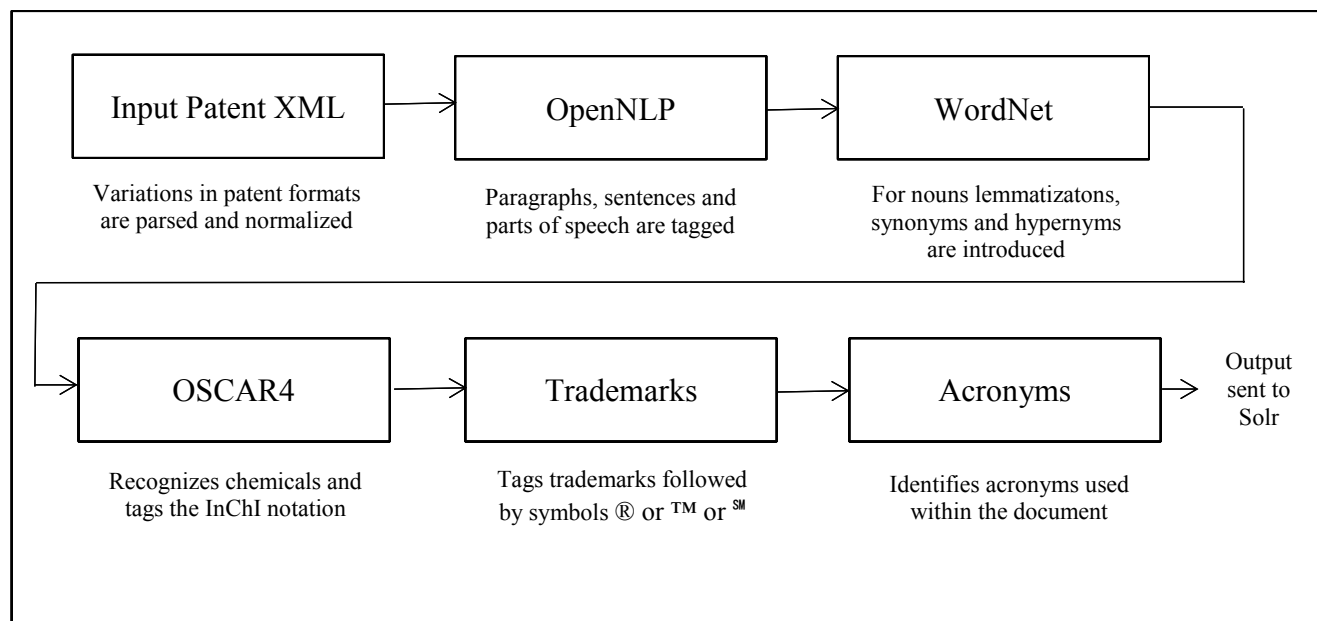 Input Patent XML
OpenNLP
WordNet
Variations in patent formats
are parsed and normalized
Paragraphs, sentences and
parts of speech are tagged
For nouns lemmatizatons,
synonyms and hypernyms
are introduced
OSCAR4
Trademarks
Acronyms
Output
sent to
Solr
Recognizes chemicals and
tags the InChI notation
Tags trademarks followed
by symbols ® or ™ or ℠
Identifies acronyms used
within the document